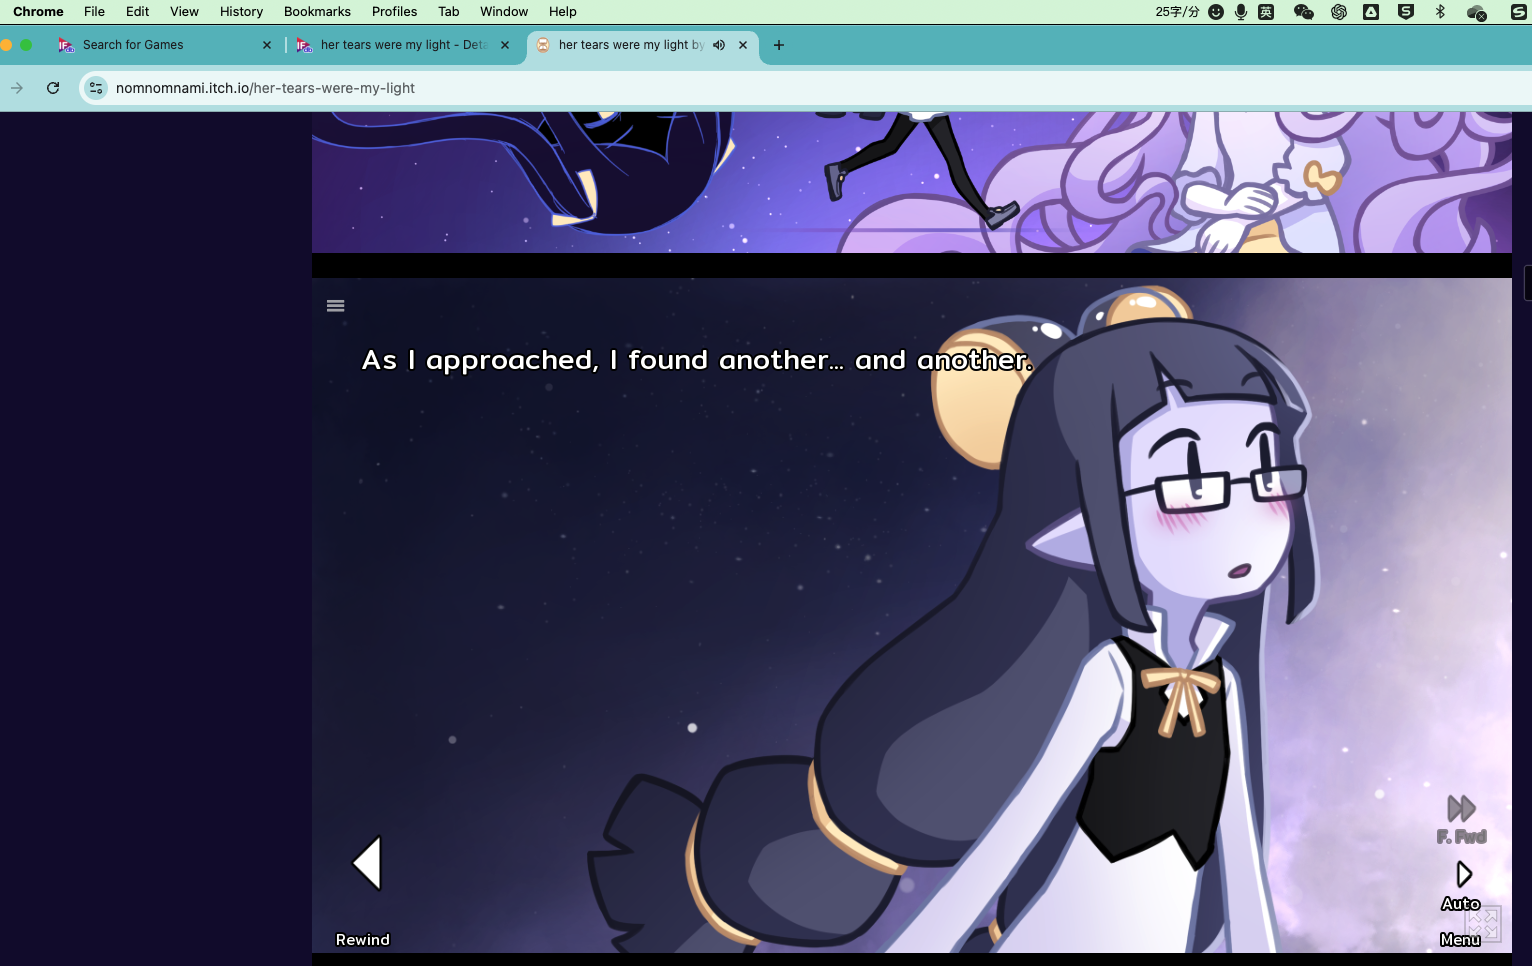 Chrome File Edit View History Bookmarks Profiles Tab Window Help 25字/分 英
Search for Games her tears were my light - Deta her tears were my light by
nomnomnami.itch.io/her-tears-were-my-light
As I approached, I found another... and another.
F. Fwd
Auto
Rewind Menu